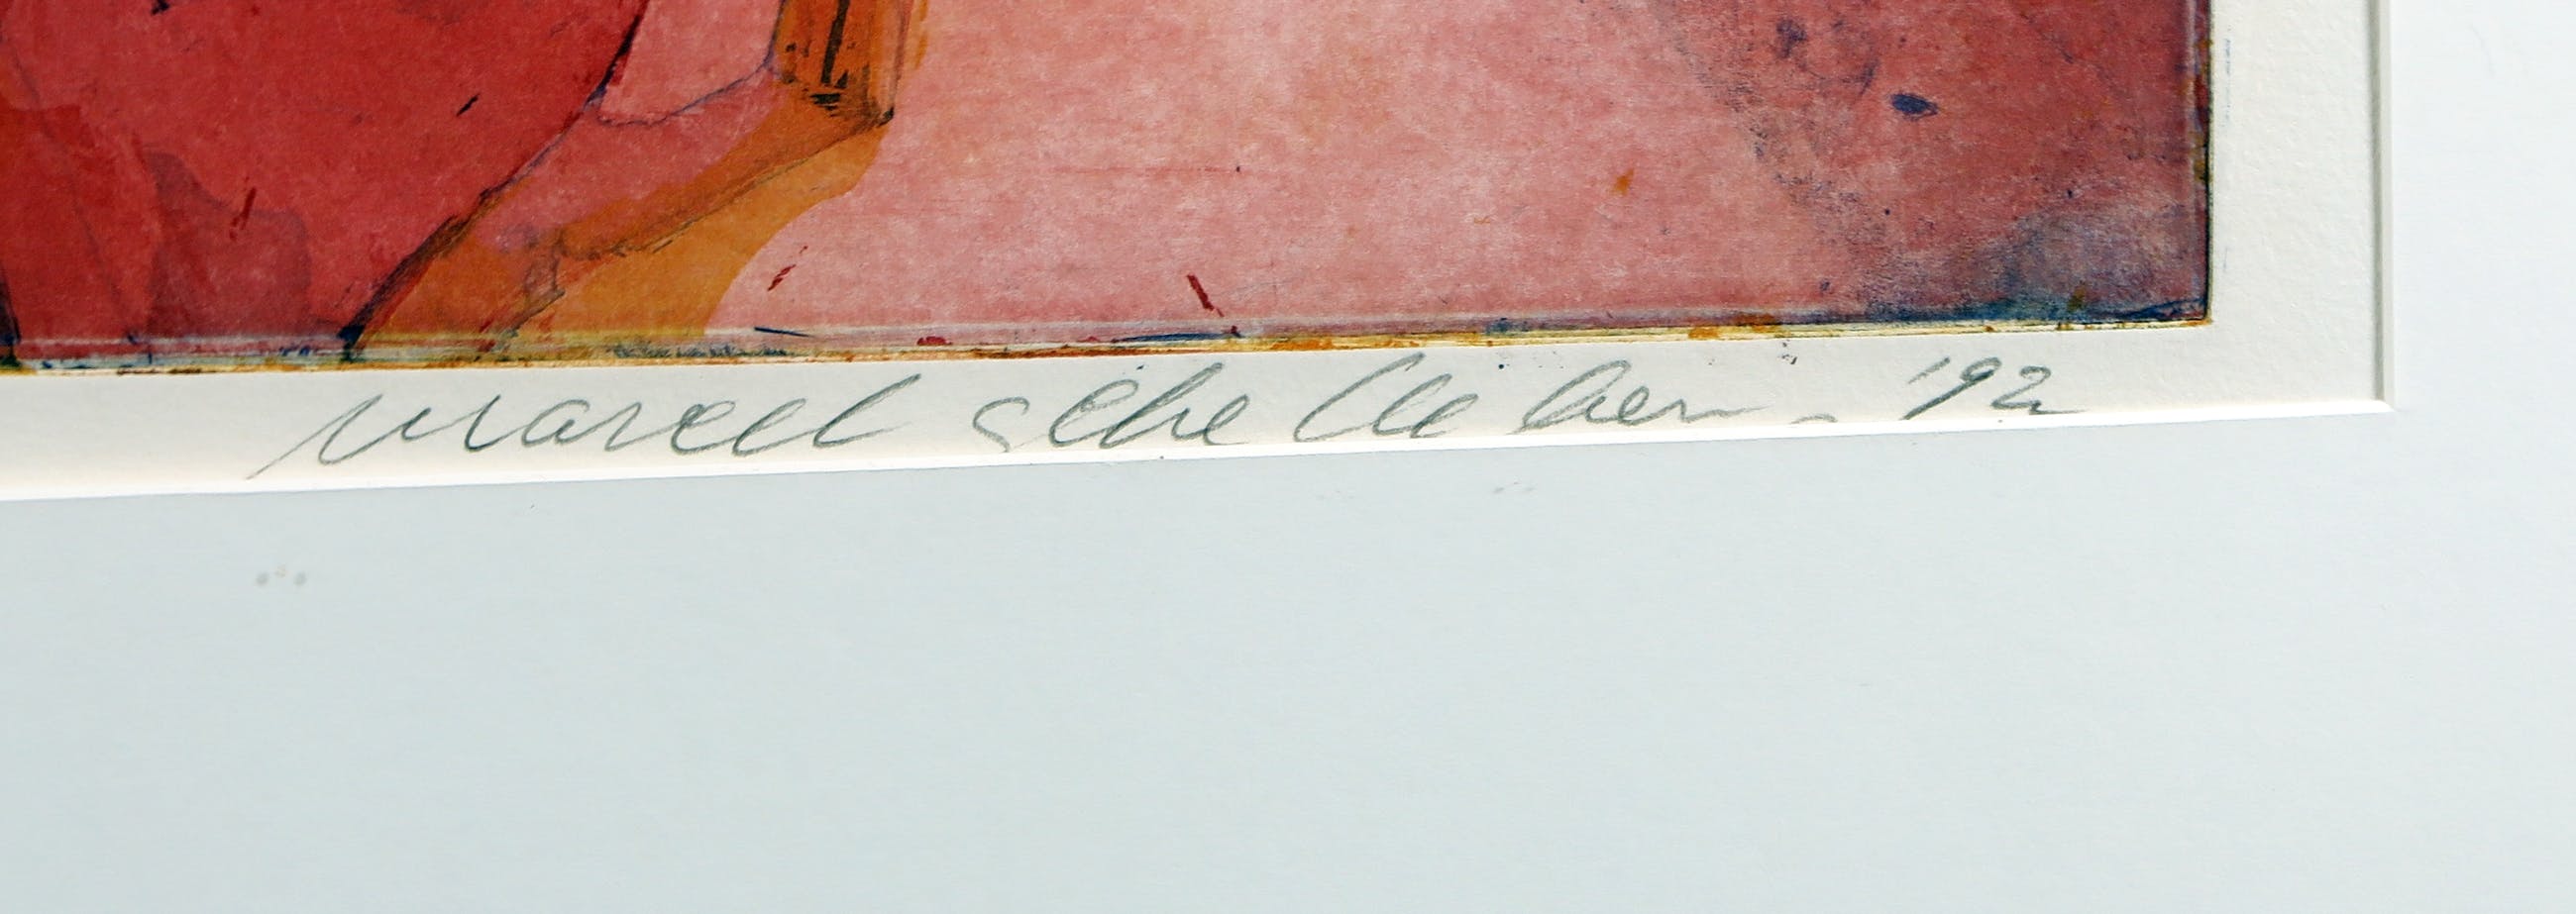 Marcel Schellekens - '92